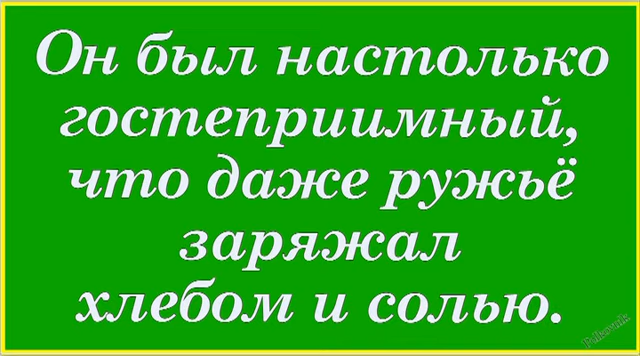 Он был настолько
гостеприимный,
что даже ружьё
заряжал
хлебом и солью.